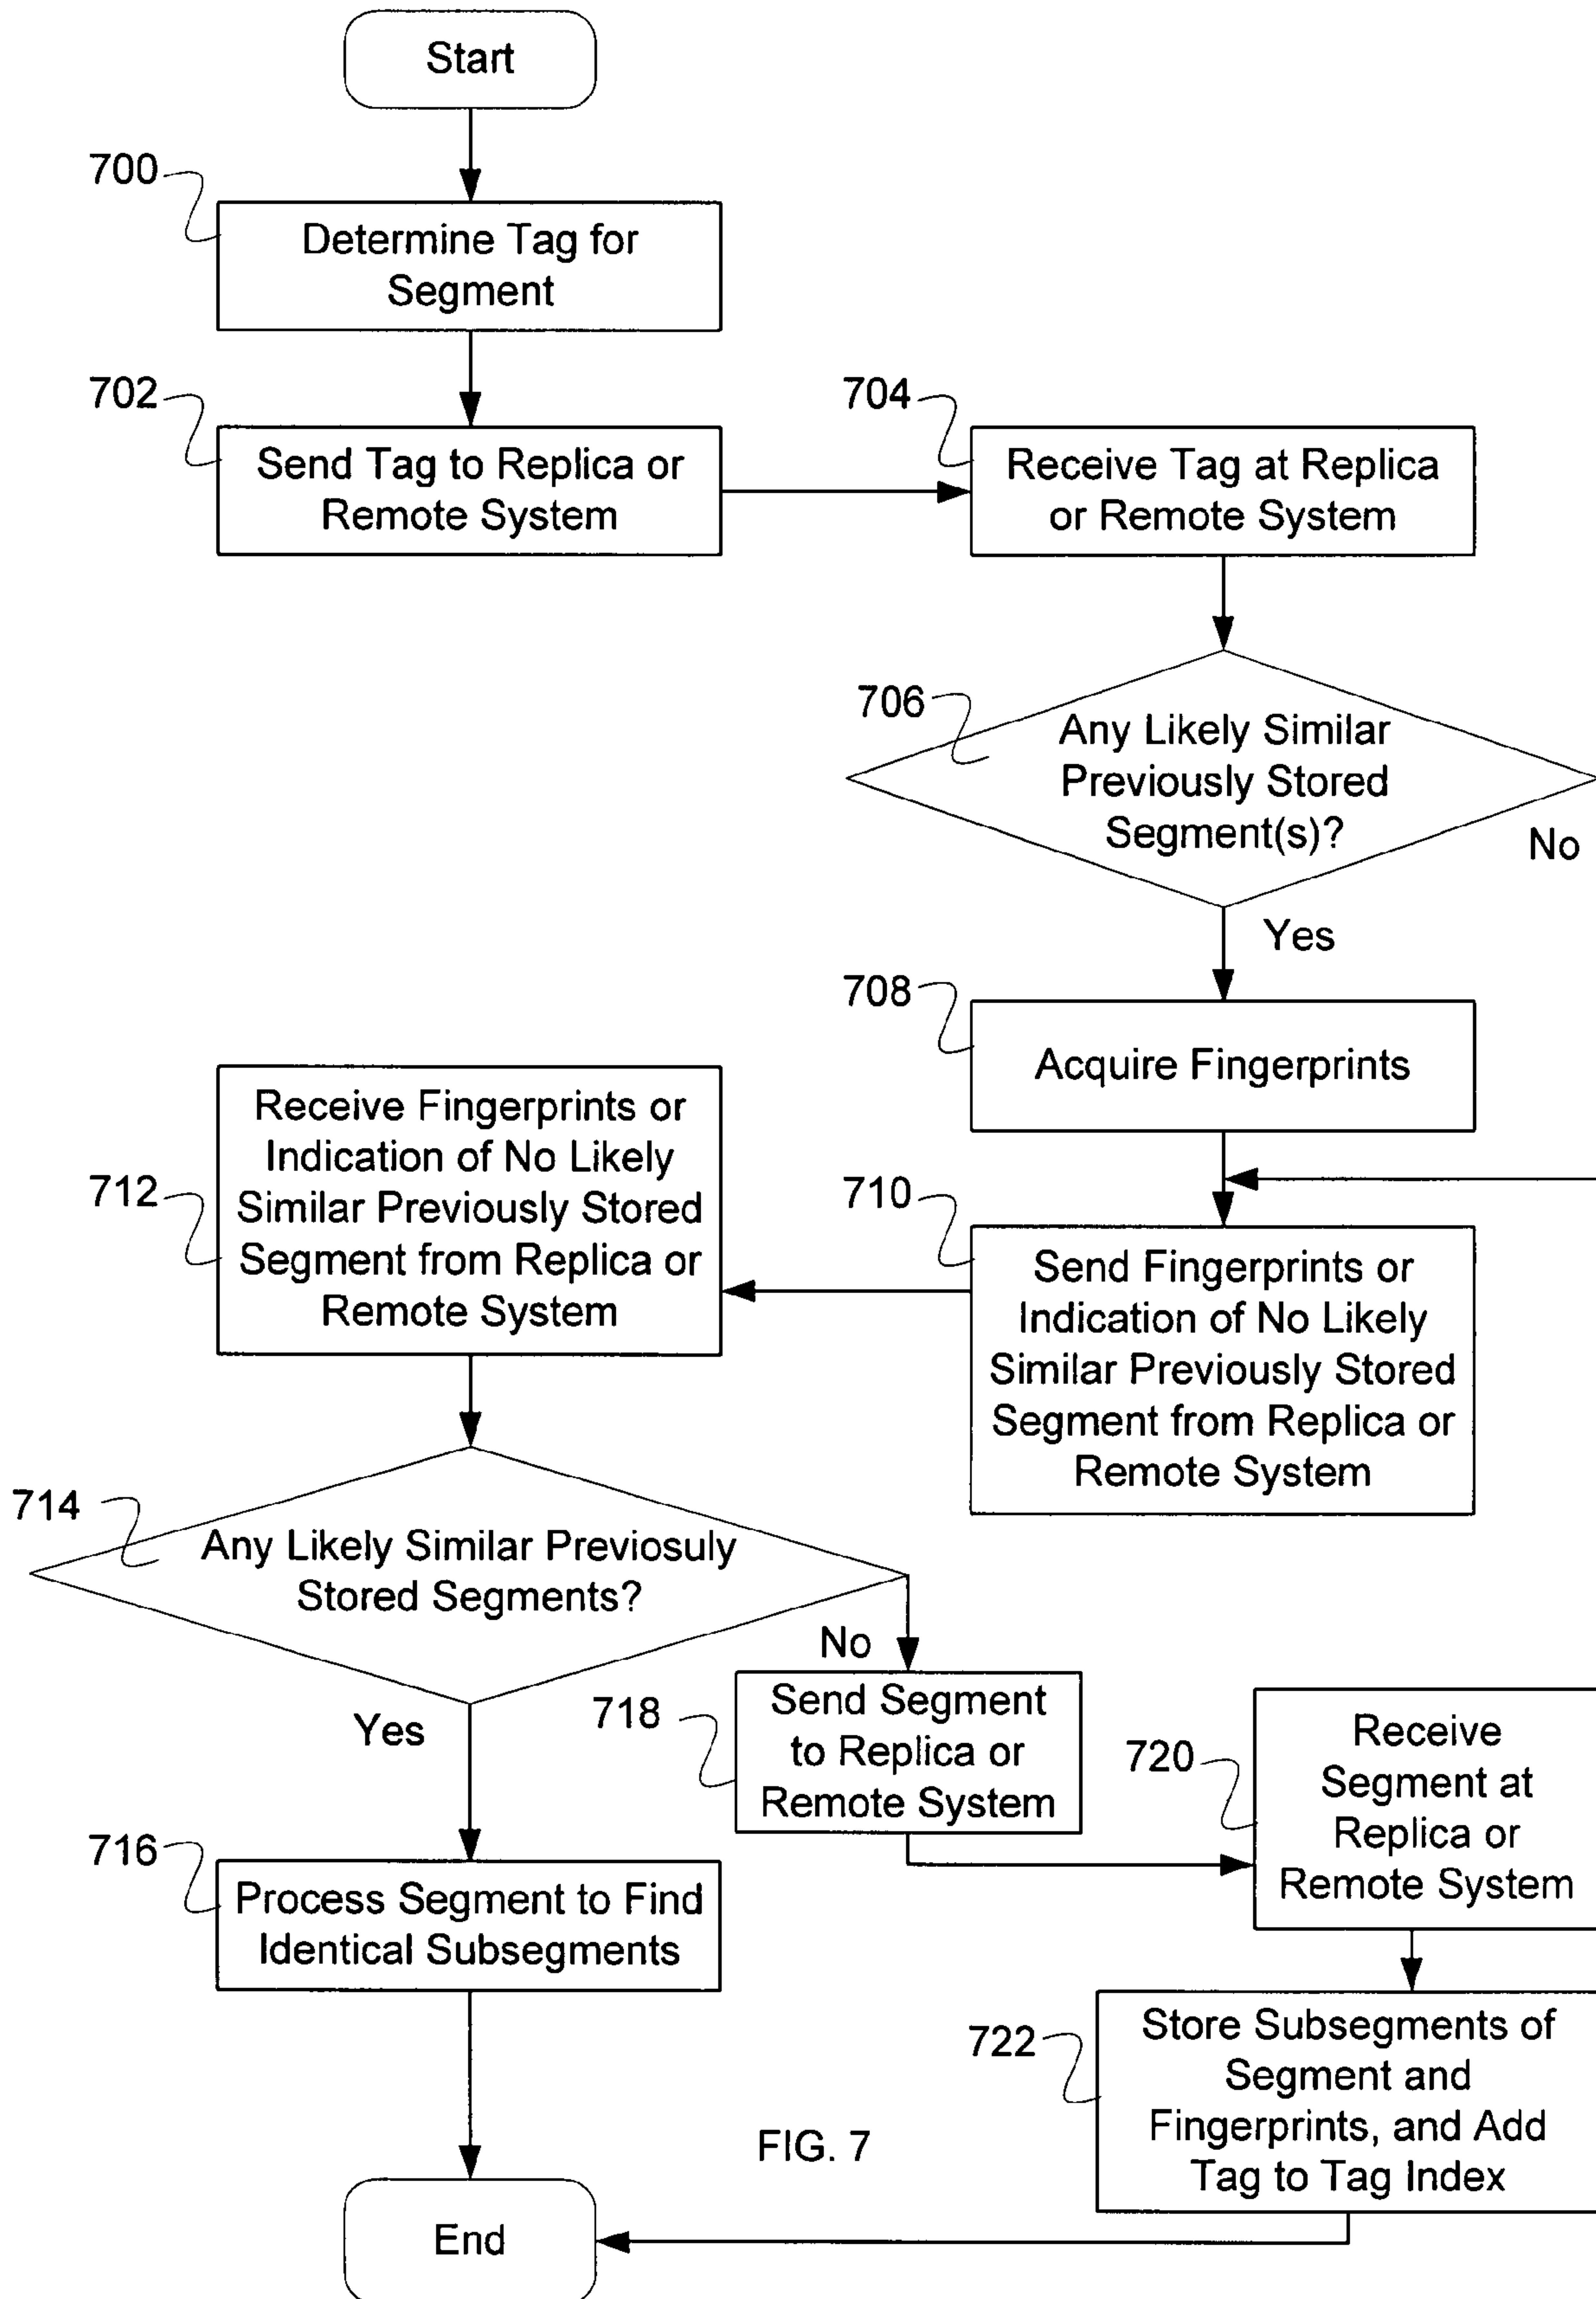 Start
700
Determine Tag for
Segment
702
Send Tag to Replica or
Remote System
704
Receive Tag at Replica
or Remote System
706
Any Likely Similar
Previously Stored
Segment(s)?
No
Yes
708
Acquire Fingerprints
710
Send Fingerprints or
Indication of No Likely
Similar Previously Stored
Segment from Replica or
Remote System
712
Receive Fingerprints or
Indication of No Likely
Similar Previously Stored
Segment from Replica or
Remote System
714
Any Likely Similar Previosuly
Stored Segments?
No
Yes
718
Send Segment
to Replica or
Remote System
720
Receive
Segment at
Replica or
Remote System
716
Process Segment to Find
Identical Subsegments
722
Store Subsegments of
Segment and
Fingerprints, and Add
Tag to Tag Index
FIG. 7
End